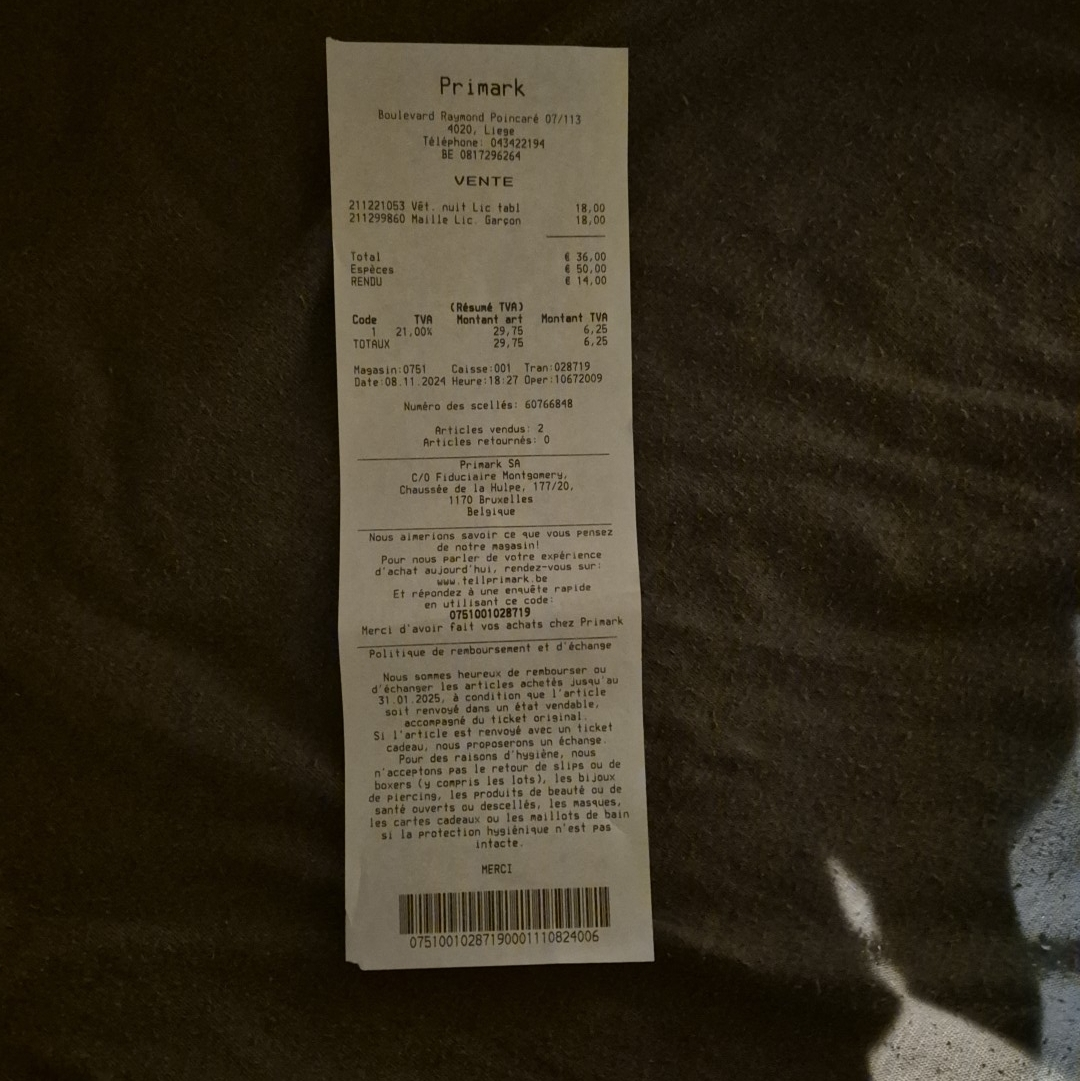 Primark
Boulevard Raymond Poincaré 07/113
4020, Liege
Téléphone: 043422194
BE 0817296264
VENTE
211221053 Vêt. nuit Lic tabl 18,00
211299860 Maille Lic. Garçon 18,00
Total € 36,00
Espèces € 50,00
RENDU € 14,00
(Résumé TVA)
Code TVA Montant art Montant TVA
1 21,00% 29,75 6,25
TOTAUX 29,75 6,25
Magasin:0751 Caisse:001 Tran:028719
Date:08.11.2024 Heure:18:27 Oper:10672009
Numéro des scellés: 60766848
Articles vendus: 2
Articles retournés: 0
Primark SA
C/O Fiduciaire Montgomery,
Chaussée de la Hulpe, 177/20,
1170 Bruxelles
Belgique
Nous aimerions savoir ce que vous pensez
de notre magasin!
Pour nous parler de votre expérience
d'achat aujourd'hui, rendez-vous sur:
www.tellprimark.be
Et répondez à une enquête rapide
en utilisant ce code:
0751001028719
Merci d'avoir fait vos achats chez Primark
Politique de remboursement et d'échange
Nous sommes heureux de rembourser ou
d'échanger les articles achetés jusqu'au
31.01.2025, à condition que l'article
soit renvoyé dans un état vendable,
accompagné du ticket original.
Si l'article est renvoyé avec un ticket
cadeau, nous proposerons un échange.
Pour des raisons d'hygiène, nous
n'acceptons pas le retour de slips ou de
boxers (y compris les lots), les bijoux
de piercing, les produits de beauté ou de
santé ouverts ou descellés, les masques,
les cartes cadeaux ou les maillots de bain
si la protection hygiénique n'est pas
intacte.
MERCI
07510010287190001110824006